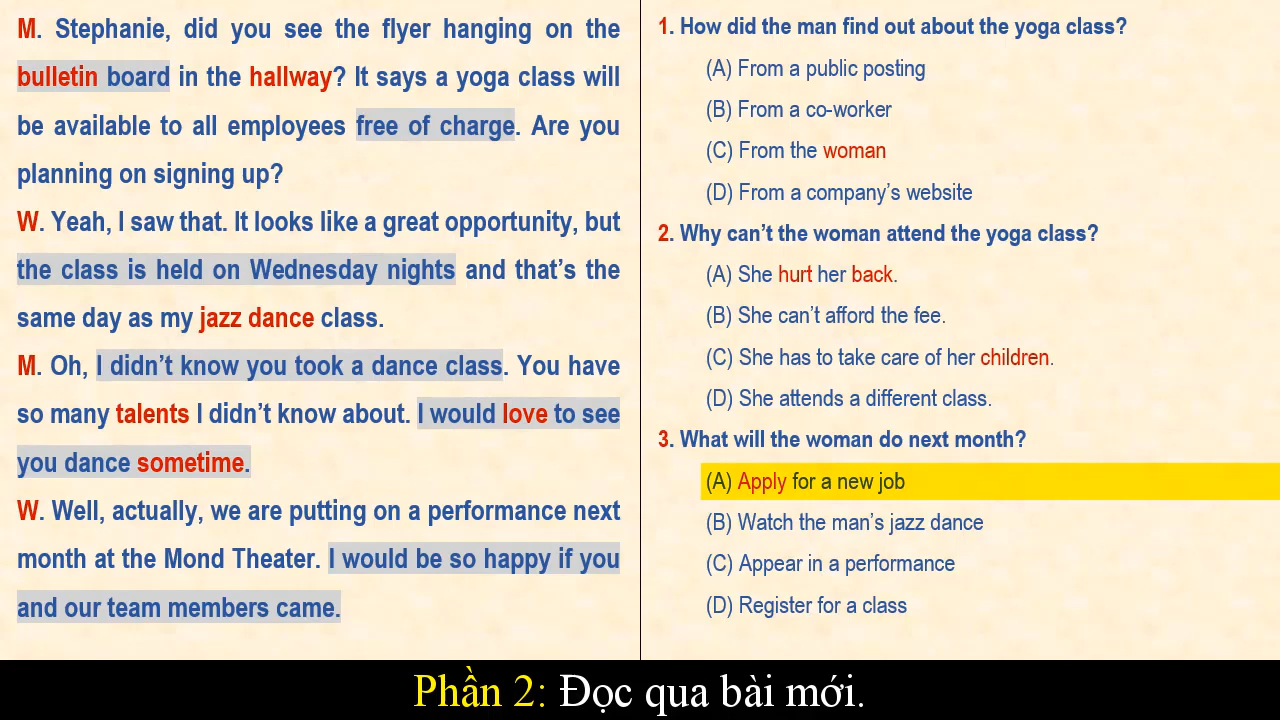 M. Stephanie, did you see the flyer hanging on the
bulletin board in the hallway? It says a yoga class will
be available to all employees free of charge. Are you
planning on signing up?
W. Yeah, I saw that. It looks like a great opportunity, but
the class is held on Wednesday nights and that's the
same day as my jazz dance class.
M. Oh, I didn't know you took a dance class. You have
so many talents I didn't know about. I would love to see
you dance sometime.
W. Well, actually, we are putting on a performance next
month at the Mond Theater. I would be so happy if you
and our team members came.
1. How did the man find out about the yoga class?
(A) From a public posting
(B) From a co-worker
(C) From the woman
(D) From a company's website
2. Why can't the woman attend the yoga class?
(A) She hurt her back.
(B) She can't afford the fee.
(C) She has to take care of her children.
(D) She attends a different class.
3. What will the woman do next month?
(A) Apply for a new job
(B) Watch the man's jazz dance
(C) Appear in a performance
(D) Register for a class
Phần 2: Đọc qua bài mới.